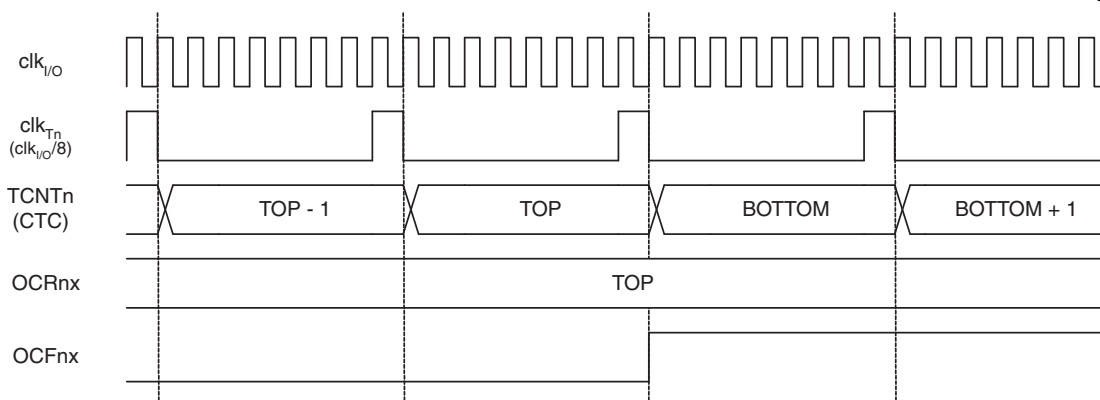 clkI/O
clkTn
(clkI/O/8)
TCNTn
(CTC)
TOP - 1
TOP
BOTTOM
BOTTOM + 1
OCRnx
TOP
OCFnx